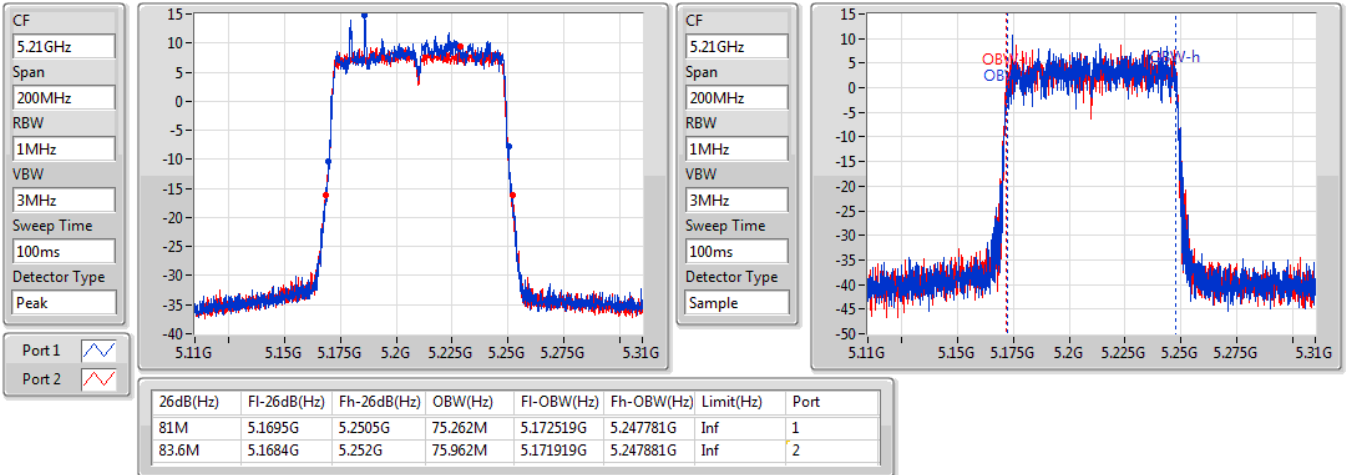 CF
5.21GHz
Span
200MHz
RBW
1MHz
VBW
3MHz
Sweep Time
100ms
Detector Type
Peak
Port 1
Port 2
15
10
5
0
-5
-10
-15
-20
-25
-30
-35
-40
5.11G 5.15G 5.175G 5.2G 5.225G 5.25G 5.275G 5.31G
CF
5.21GHz
Span
200MHz
RBW
1MHz
VBW
3MHz
Sweep Time
100ms
Detector Type
Sample
15
10
5
0
-5
-10
-15
-20
-25
-30
-35
-40
-45
-50
OBW-h
5.11G 5.15G 5.175G 5.2G 5.225G 5.25G 5.275G 5.31G
26dB(Hz) Fl-26dB(Hz) Fh-26dB(Hz) OBW(Hz) Fl-OBW(Hz) Fh-OBW(Hz) Limit(Hz) Port
81M 5.1695G 5.2505G 75.262M 5.172519G 5.247781G Inf 1
83.6M 5.1684G 5.252G 75.962M 5.171919G 5.247881G Inf 2